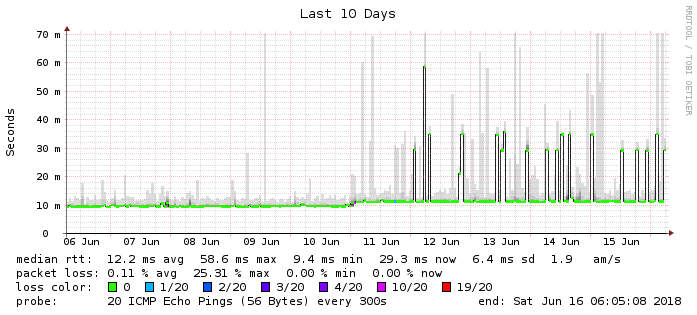 Last 10 Days
RRDTOOL / TOBI OETIKER
Seconds
70 m
60 m
50 m
40 m
30 m
20 m
10 m
0
06 Jun 07 Jun 08 Jun 09 Jun 10 Jun 11 Jun 12 Jun 13 Jun 14 Jun 15 Jun
median rtt: 12.2 ms avg 58.6 ms max 9.4 ms min 29.3 ms now 6.4 ms sd 1.9 am/s
packet loss: 0.11 % avg 25.31 % max 0.00 % min 0.00 % now
loss color: 0 1/20 2/20 3/20 4/20 10/20 19/20
probe: 20 ICMP Echo Pings (56 Bytes) every 300s end: Sat Jun 16 06:05:08 2018